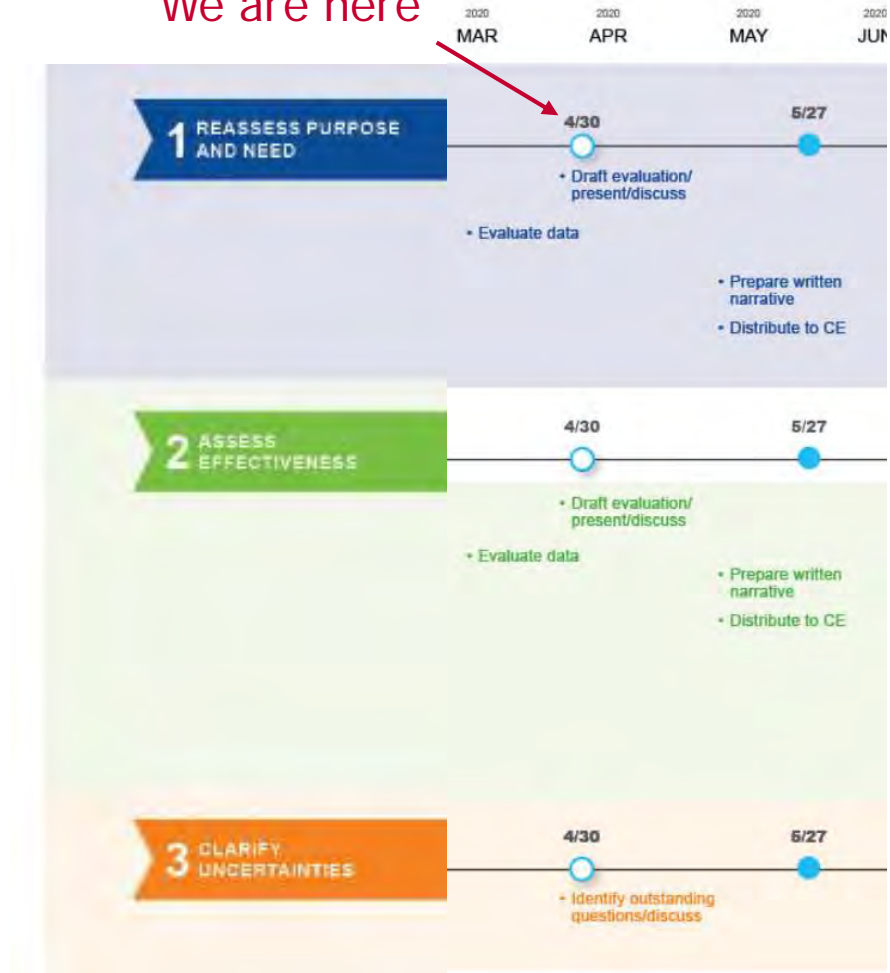 We are here
2020 2020 2020 2020
MAR APR MAY JUN
4/30 5/27
1 REASSESS PURPOSE
AND NEED
• Draft evaluation/
present/discuss
• Evaluate data
• Prepare written
narrative
• Distribute to CE
4/30 5/27
2 ASSESS
EFFECTIVENESS
• Draft evaluation/
present/discuss
• Evaluate data
• Prepare written
narrative
• Distribute to CE
4/30 5/27
3 CLARIFY
UNCERTAINTIES
• Identify outstanding
questions/discuss